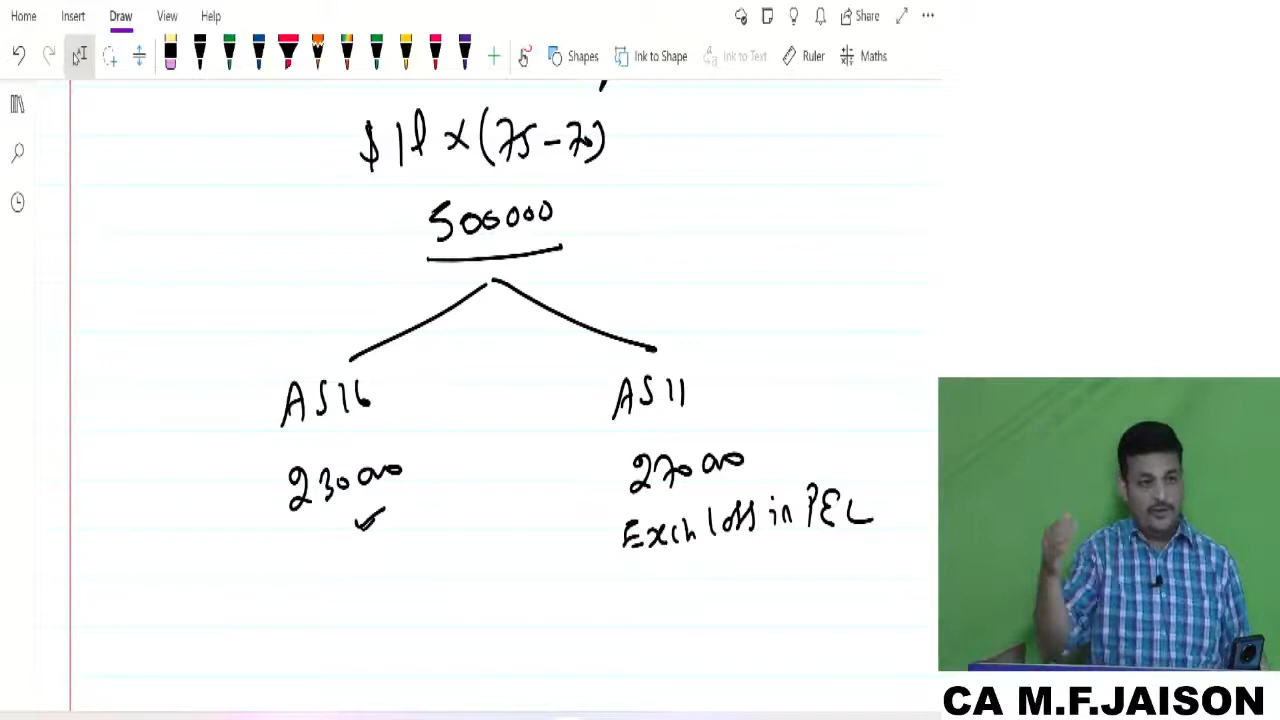 Home Insert Draw View Help Share
Shapes Ink to Shape Ink to Text Ruler Maths
$ 1l x (75-70)
500000
AS16 AS11
230000 270000
Exch loss in P&L
CA M.F.JAISON